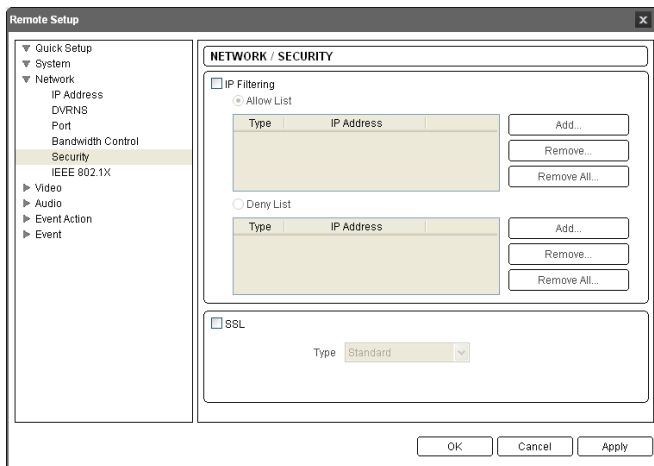 Remote Setup
x
Quick Setup
System
Network
IP Address
DVRNS
Port
Bandwidth Control
Security
IEEE 802.1X
Video
Audio
Event Action
Event
NETWORK / SECURITY
IP Filtering
Allow List
Type IP Address
Add...
Remove...
Remove All...
Deny List
Type IP Address
Add...
Remove...
Remove All...
SSL
Type Standard
OK Cancel Apply